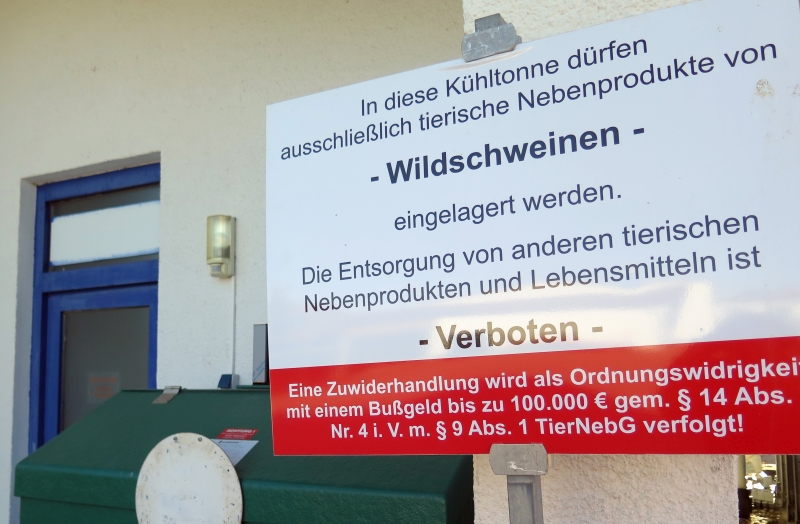 In diese Kühltonne dürfen
ausschließlich tierische Nebenprodukte von
- Wildschweinen -
eingelagert werden.
Die Entsorgung von anderen tierischen
Nebenprodukten und Lebensmitteln ist
- Verboten -
Eine Zuwiderhandlung wird als Ordnungswidrigkeit
mit einem Bußgeld bis zu 100.000 € gem. § 14 Abs.
Nr. 4 i. V. m. § 9 Abs. 1 TierNebG verfolgt!